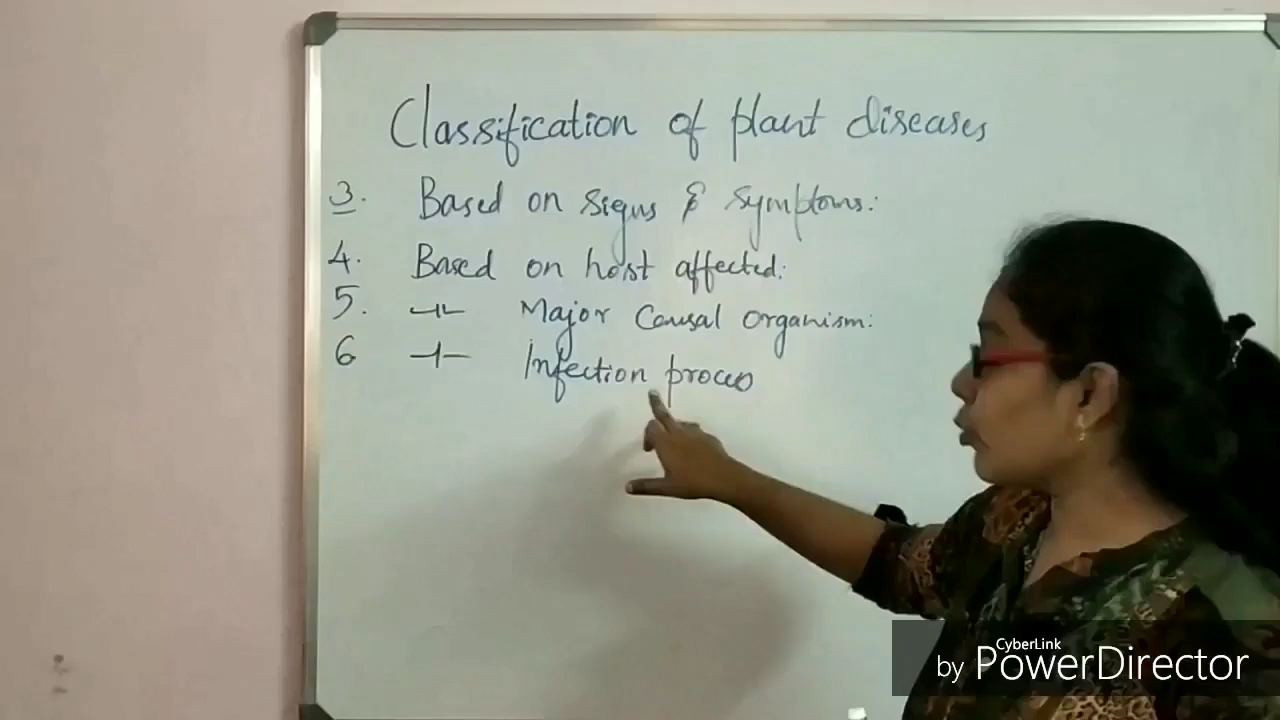 Classification of plant diseases
3. Based on signs & symptoms:
4. Based on host affected:
5. -||- Major Causal organism:
6 -||- Infection process
CyberLink
by PowerDirector